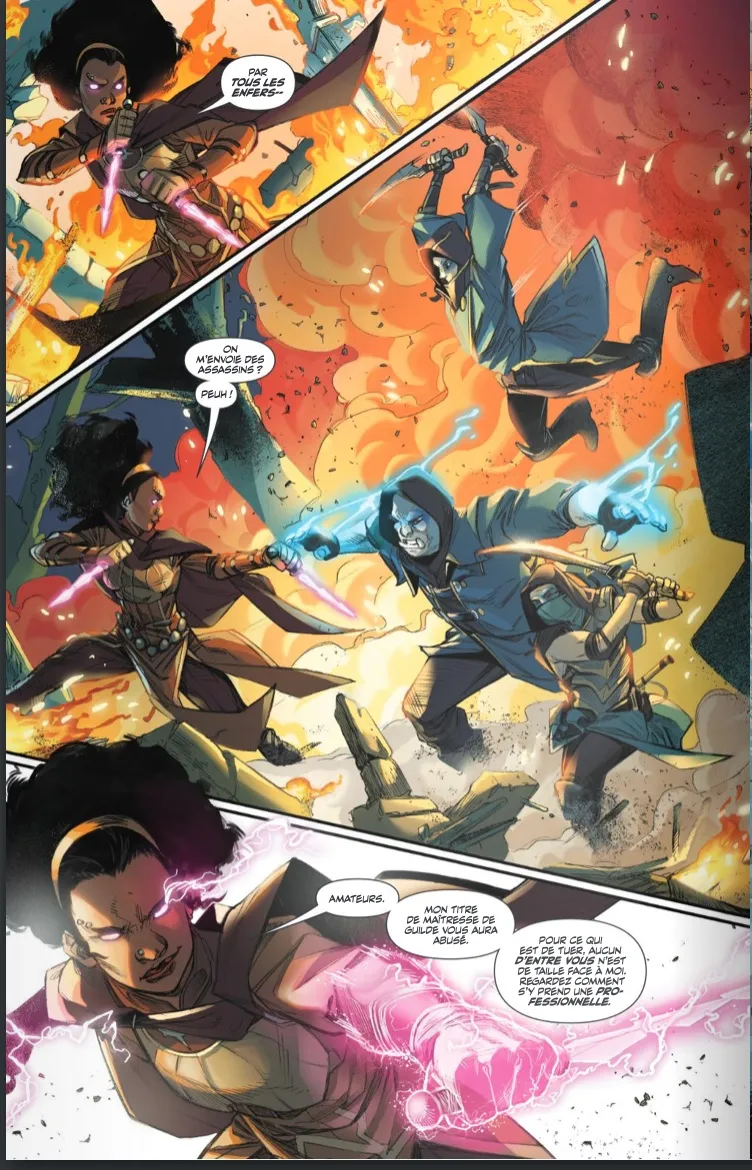 PAR
TOUS LES
ENFERS--
ON
M'ENVOIE DES
ASSASSINS ?
PEUH !
AMATEURS.
MON TITRE
DE MAÎTRESSE DE
GUILDE VOUS AURA
ABUSÉ.
POUR CE QUI
EST DE TUER, AUCUN
D'ENTRE VOUS N'EST
DE TAILLE FACE À MOI.
REGARDEZ COMMENT
S'Y PREND UNE PRO-
FESSIONNELLE.